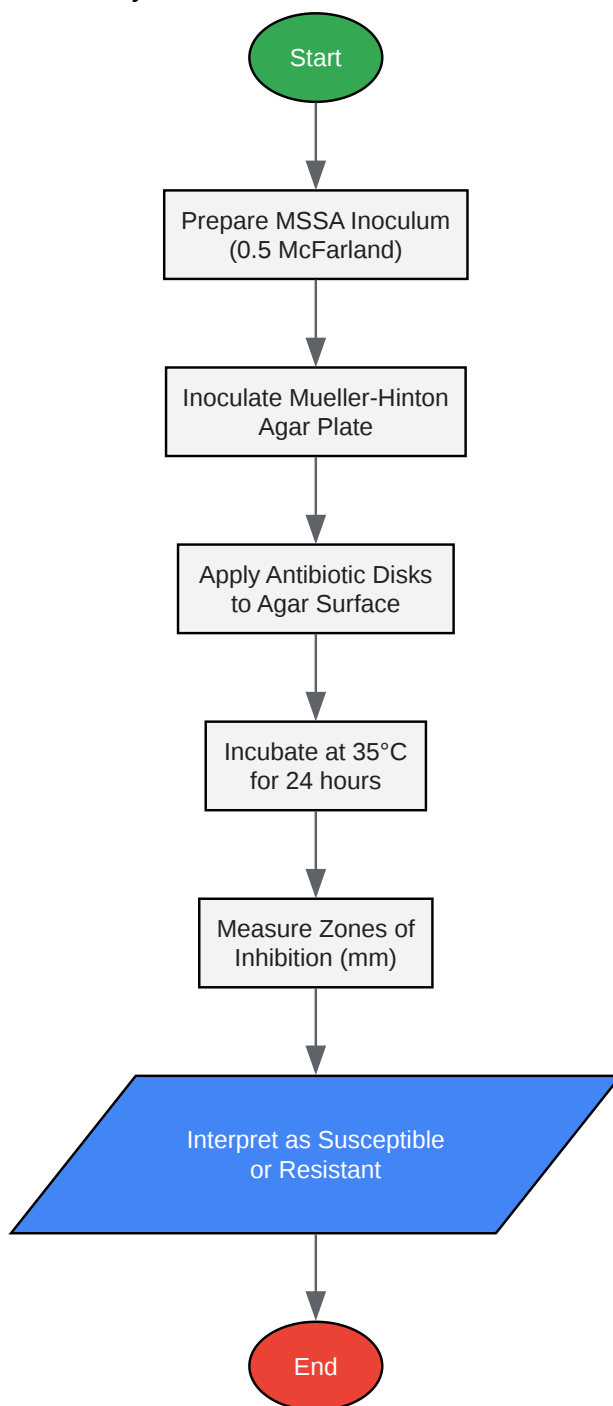 Start
Prepare MSSA Inoculum
(0.5 McFarland)
Inoculate Mueller-Hinton
Agar Plate
Apply Antibiotic Disks
to Agar Surface
Incubate at 35°C
for 24 hours
Measure Zones of
Inhibition (mm)
Interpret as Susceptible
or Resistant
End